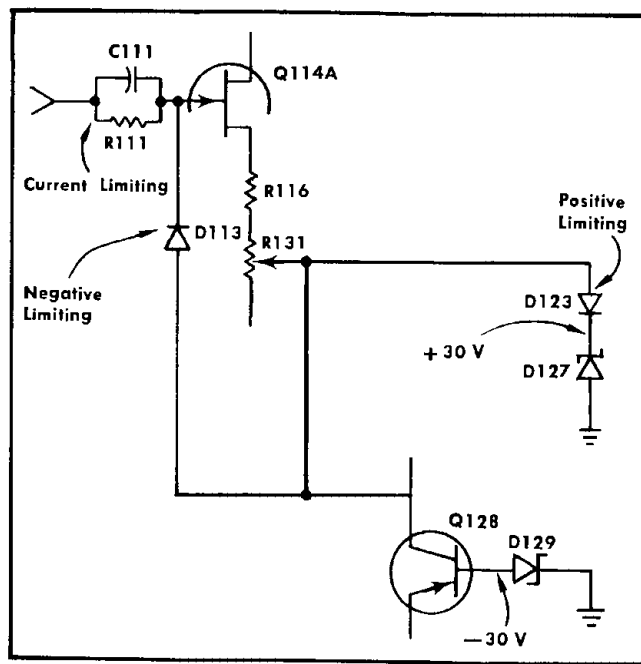 C111
Q114A
R111
Current Limiting
R116
Positive
Limiting
D113
R131
D123
Negative
Limiting
+30 V
D127
Q128
D129
—30 V